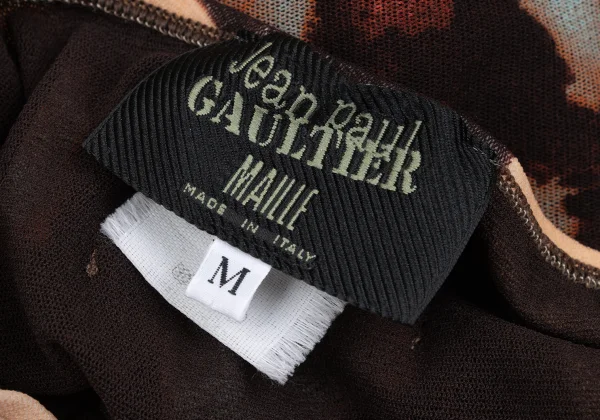 Jean Paul
GAULTIER
MAILLE
MADE IN ITALY
M